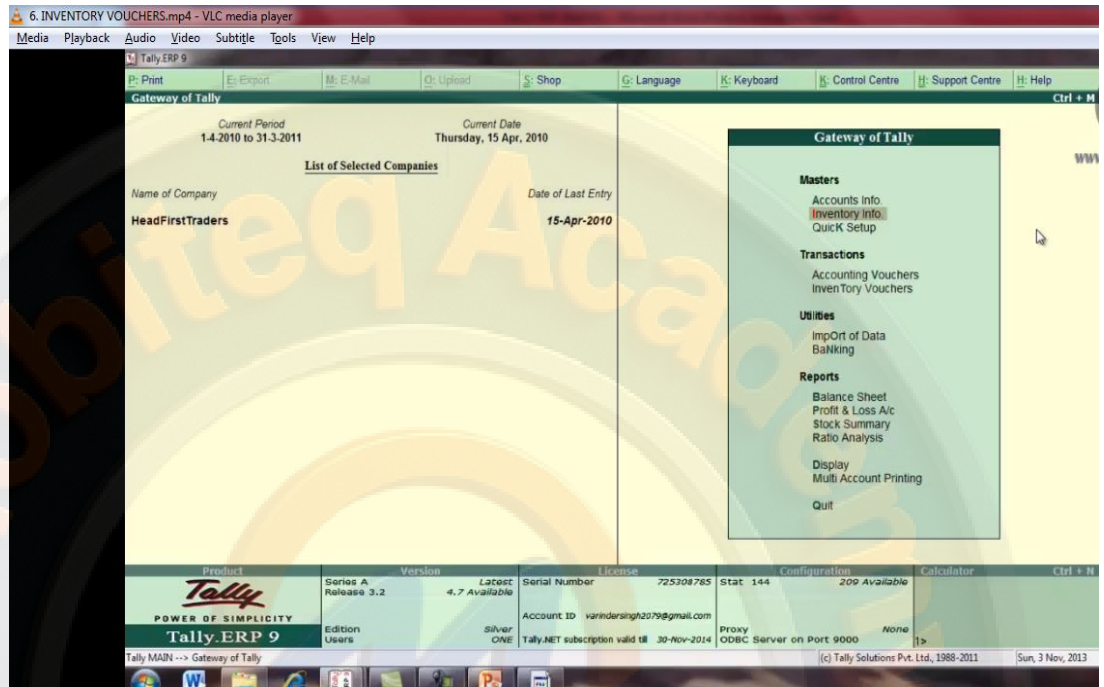 6. INVENTORY VOUCHERS.mp4 - VLC media player
Media Playback Audio Video Subtitle Tools View Help
Tally.ERP 9
P: Print E: Export M: E-Mail O: Upload S: Shop G: Language K: Keyboard K: Control Centre H: Support Centre H: Help
Gateway of Tally Ctrl + M
Current Period Current Date
1-4-2010 to 31-3-2011 Thursday, 15 Apr, 2010
List of Selected Companies
Name of Company Date of Last Entry
HeadFirstTraders 15-Apr-2010
Gateway of Tally
www
Masters
Accounts Info.
Inventory Info.
QuicK Setup
Transactions
Accounting Vouchers
InvenTory Vouchers
Utilities
ImpOrt of Data
BaNking
Reports
Balance Sheet
Profit & Loss A/c
Stock Summary
Ratio Analysis
Display
Multi Account Printing
Quit
biteq Academy
Product Version License Configuration Calculator Ctrl + N
Tally
POWER OF SIMPLICITY
Tally.ERP 9
Series A Latest
Release 3.2 4.7 Available
Edition Silver
Users ONE
Serial Number 725308785
Account ID varindersingh2079@gmail.com
Tally.NET subscription valid till 30-Nov-2014
Stat 144 209 Available
Proxy None
ODBC Server on Port 9000
1>
Tally MAIN --> Gateway of Tally (c) Tally Solutions Pvt. Ltd., 1988-2011 Sun, 3 Nov, 2013